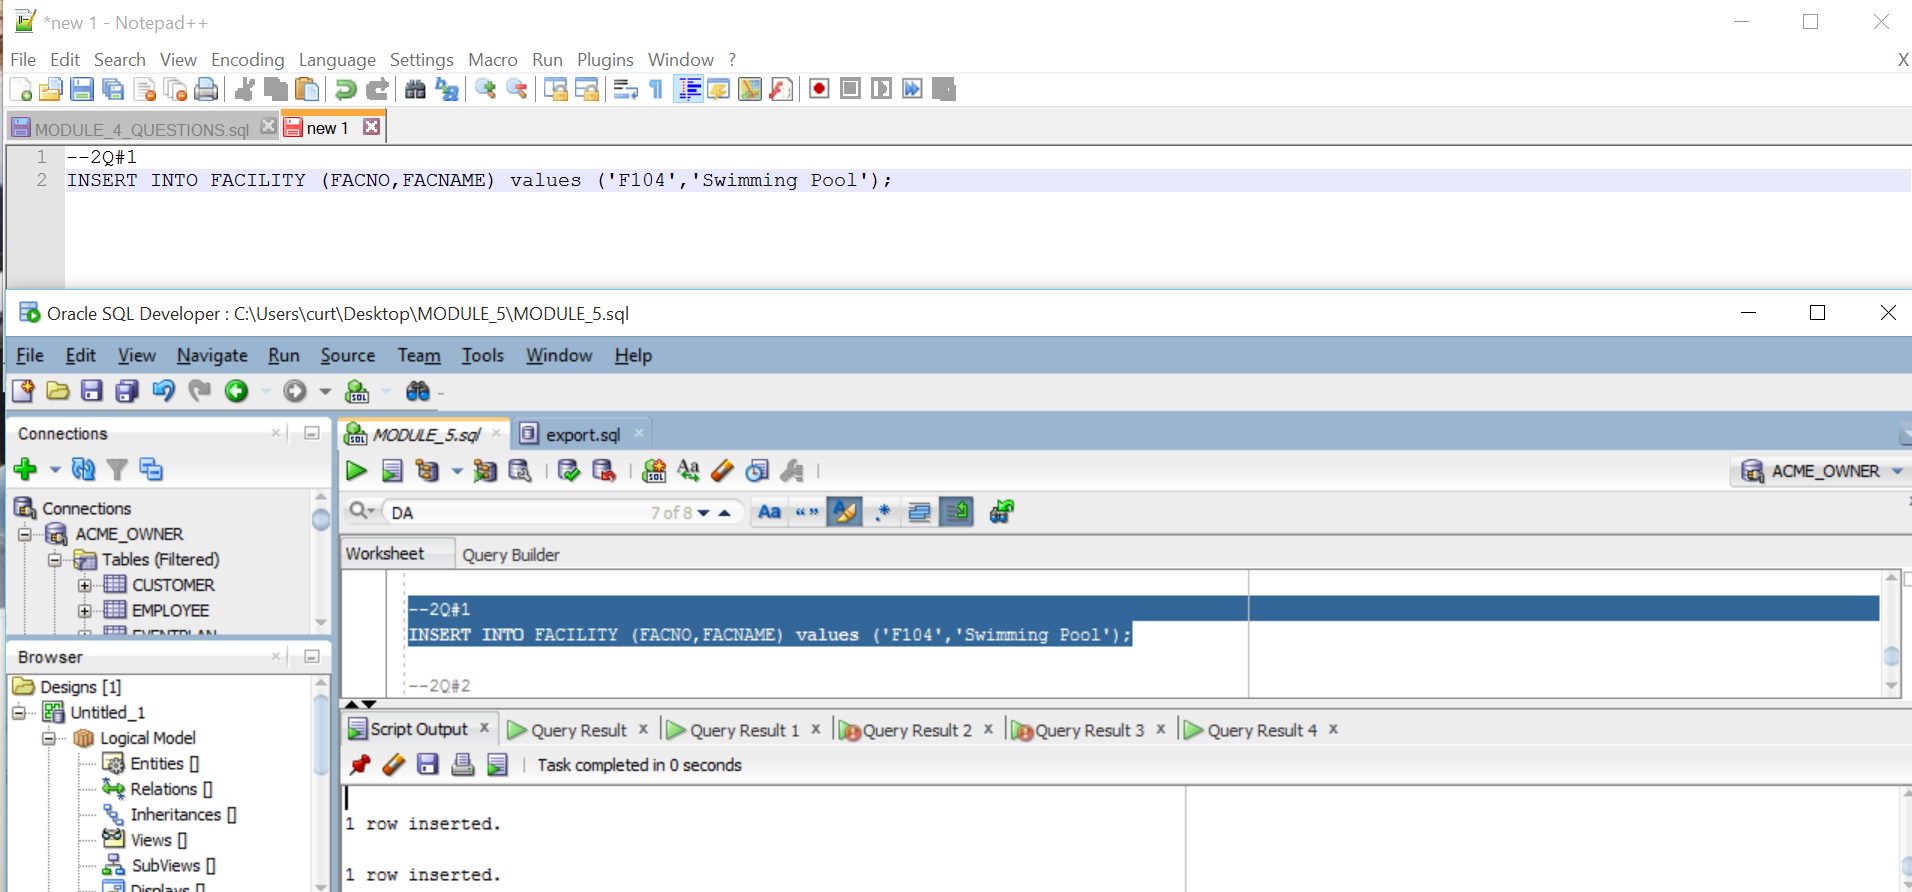 *new 1 - Notepad++
File Edit Search View Encoding Language Settings Macro Run Plugins Window ? X
MODULE_4_QUESTIONS.sql new 1
1 --2Q#1
2 INSERT INTO FACILITY (FACNO,FACNAME) values ('F104','Swimming Pool');
Oracle SQL Developer : C:\Users\curt\Desktop\MODULE_5\MODULE_5.sql
File Edit View Navigate Run Source Team Tools Window Help
Connections
MODULE_5.sql export.sql
ACME_OWNER
Connections
ACME_OWNER
Tables (Filtered)
CUSTOMER
EMPLOYEE
EVENTPLAN
DA 7 of 8
Worksheet Query Builder
--2Q#1
INSERT INTO FACILITY (FACNO,FACNAME) values ('F104','Swimming Pool');
--2Q#2
Browser
Designs [1]
Untitled_1
Logical Model
Entities []
Relations []
Inheritances []
Views []
SubViews []
Displays []
Script Output x Query Result x Query Result 1 x Query Result 2 x Query Result 3 x Query Result 4 x
Task completed in 0 seconds
1 row inserted.
1 row inserted.